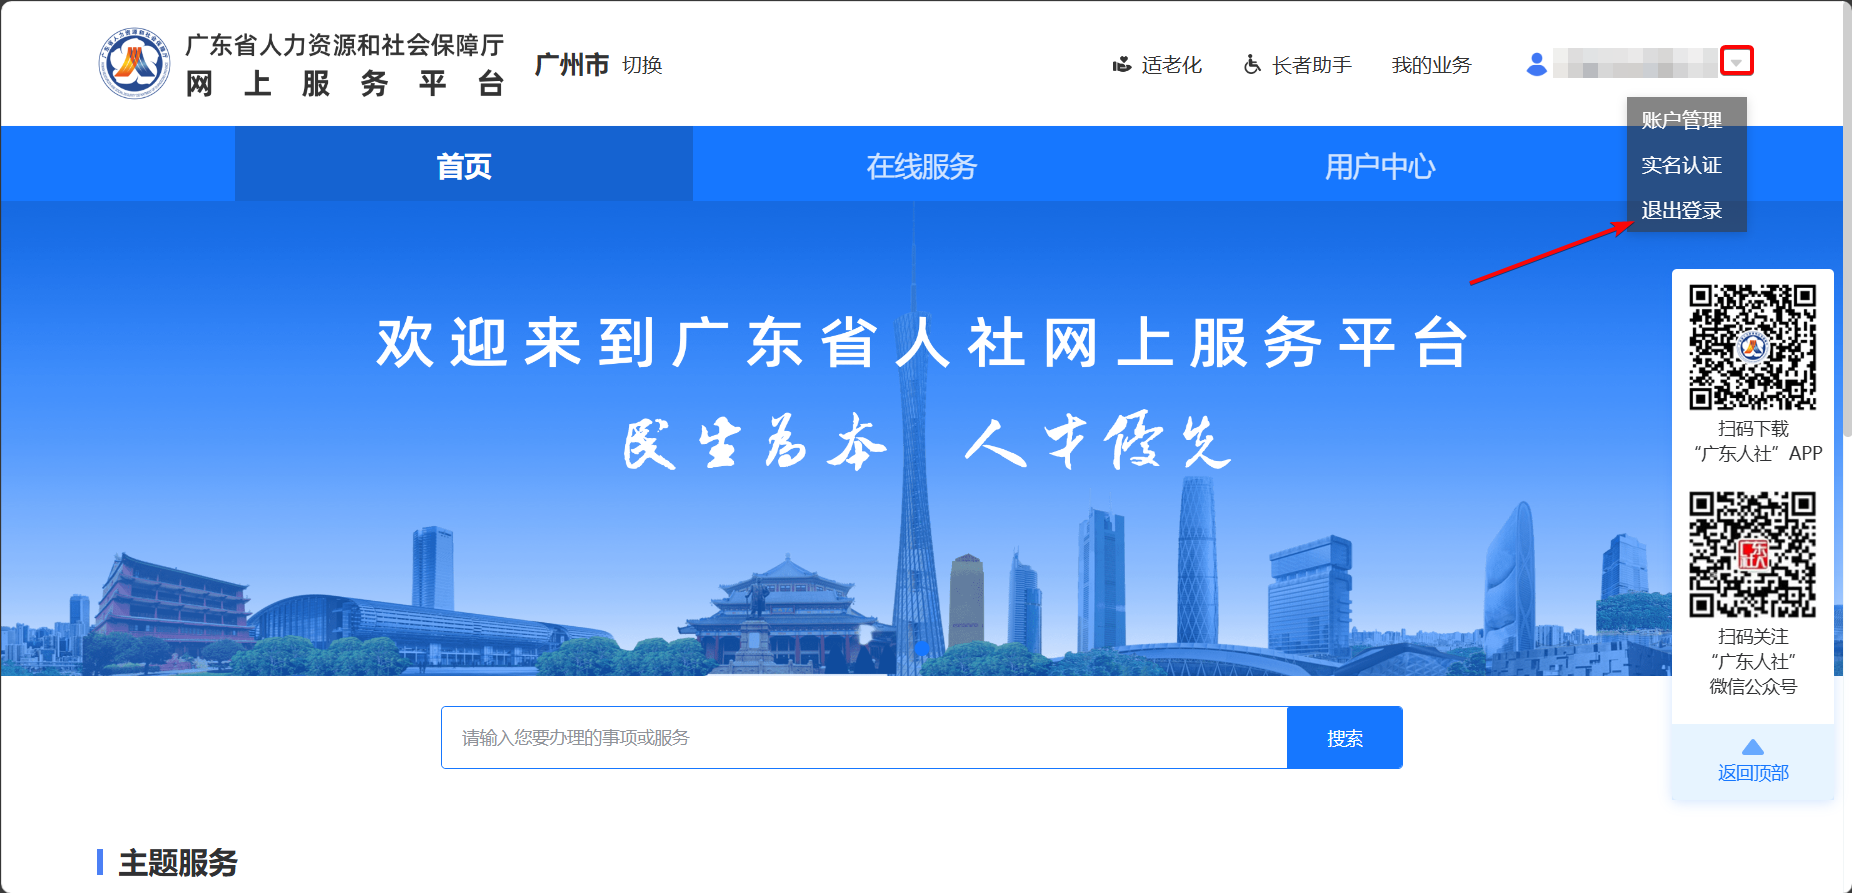 广东省人力资源和社会保障厅
网上服务平台
广州市 切换
适老化 长者助手 我的业务
账户管理
实名认证
退出登录
首页 在线服务 用户中心
欢迎来到广东省人社网上服务平台
民生為本 人才優先
扫码下载
“广东人社”APP
扫码关注
“广东人社”
微信公众号
返回顶部
请输入您要办理的事项或服务 搜索
主题服务